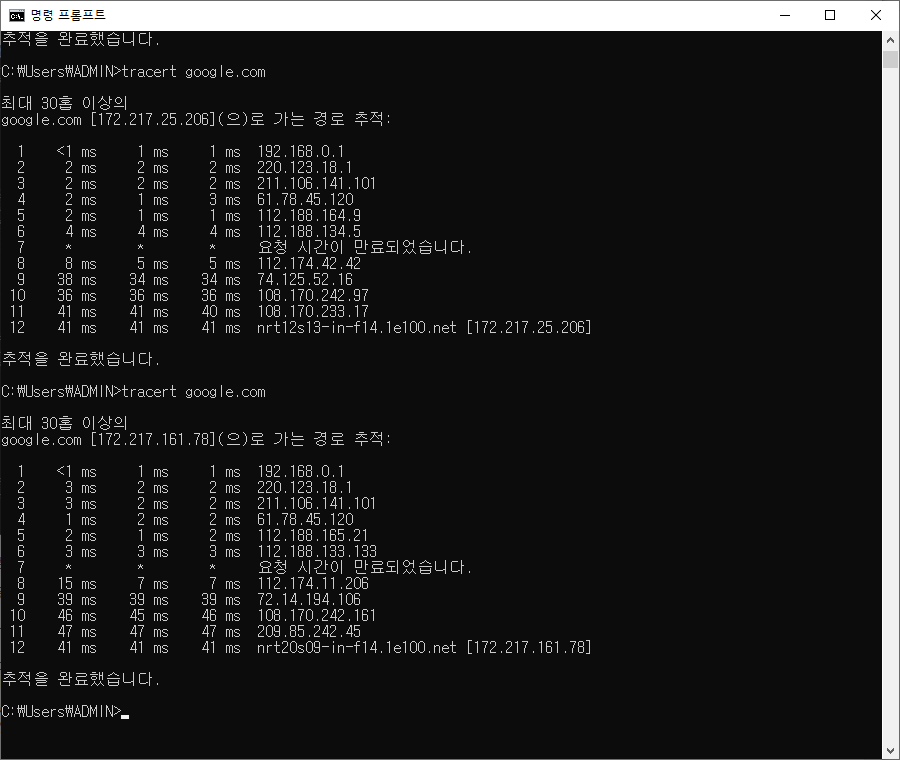 명령 프롬프트
추적을 완료했습니다.
C:\Users\ADMIN>tracert google.com
최대 30홉 이상의
google.com [172.217.25.206](으)로 가는 경로 추적:
1 <1 ms 1 ms 1 ms 192.168.0.1
2 2 ms 2 ms 2 ms 220.123.18.1
3 2 ms 2 ms 2 ms 211.106.141.101
4 2 ms 1 ms 3 ms 61.78.45.120
5 2 ms 1 ms 1 ms 112.188.164.9
6 4 ms 4 ms 4 ms 112.188.134.5
7 * * * 요청 시간이 만료되었습니다.
8 8 ms 5 ms 5 ms 112.174.42.42
9 38 ms 34 ms 34 ms 74.125.52.16
10 36 ms 36 ms 36 ms 108.170.242.97
11 41 ms 41 ms 40 ms 108.170.233.17
12 41 ms 41 ms 41 ms nrt12s13-in-f14.1e100.net [172.217.25.206]
추적을 완료했습니다.
C:₩Users₩ADMIN>tracert google.com
최대 30홉 이상의
google.com [172.217.161.78](으)로 가는 경로 추적:
1 <1 ms 1 ms 1 ms 192.168.0.1
2 3 ms 2 ms 2 ms 220.123.18.1
3 3 ms 2 ms 2 ms 211.106.141.101
4 1 ms 2 ms 2 ms 61.78.45.120
5 2 ms 1 ms 2 ms 112.188.165.21
6 3 ms 3 ms 3 ms 112.188.133.133
7 * * * 요청 시간이 만료되었습니다.
8 15 ms 7 ms 7 ms 112.174.11.206
9 39 ms 39 ms 39 ms 72.14.194.106
10 46 ms 45 ms 46 ms 108.170.242.161
11 47 ms 47 ms 47 ms 209.85.242.45
12 41 ms 41 ms 41 ms nrt20s09-in-f14.1e100.net [172.217.161.78]
추적을 완료했습니다.
C:₩Users₩ADMIN>